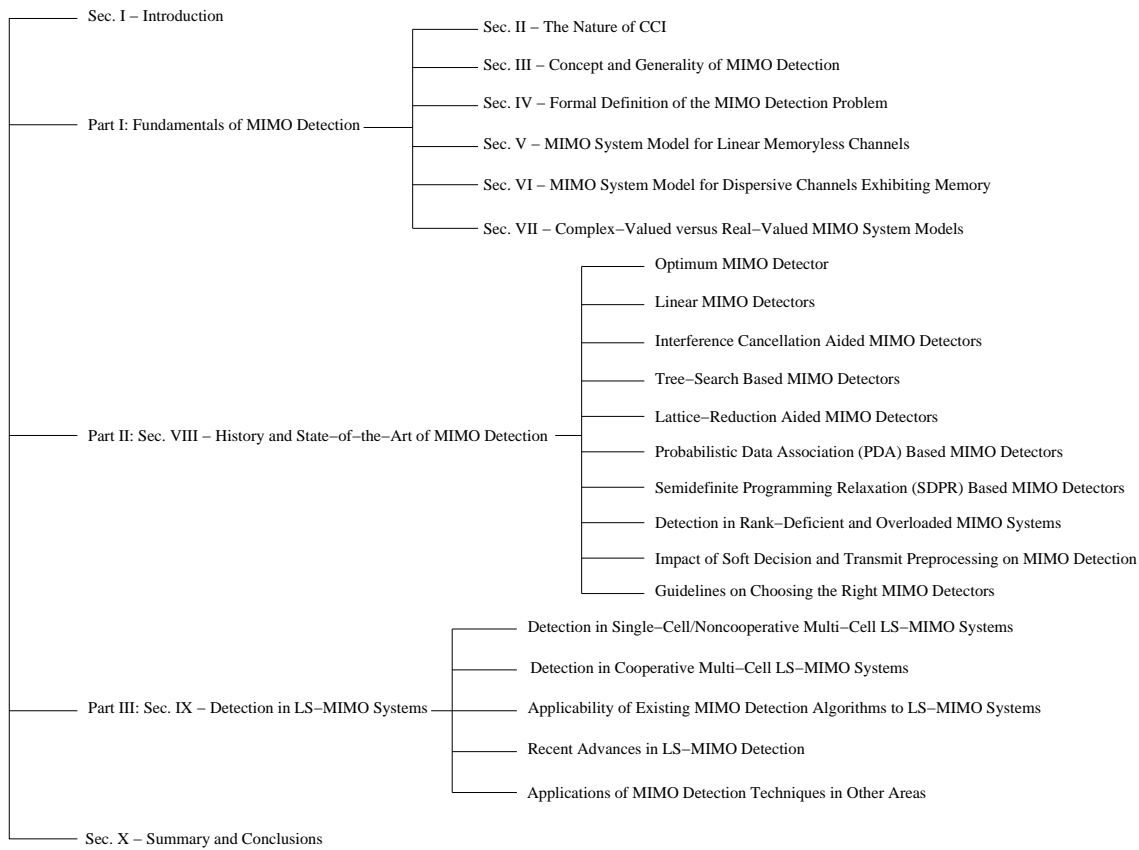 Sec. I – Introduction
Part I: Fundamentals of MIMO Detection
Sec. II – The Nature of CCI
Sec. III – Concept and Generality of MIMO Detection
Sec. IV – Formal Definition of the MIMO Detection Problem
Sec. V – MIMO System Model for Linear Memoryless Channels
Sec. VI – MIMO System Model for Dispersive Channels Exhibiting Memory
Sec. VII – Complex–Valued versus Real–Valued MIMO System Models
Part II: Sec. VIII – History and State–of–the–Art of MIMO Detection
Optimum MIMO Detector
Linear MIMO Detectors
Interference Cancellation Aided MIMO Detectors
Tree–Search Based MIMO Detectors
Lattice–Reduction Aided MIMO Detectors
Probabilistic Data Association (PDA) Based MIMO Detectors
Semidefinite Programming Relaxation (SDPR) Based MIMO Detectors
Detection in Rank–Deficient and Overloaded MIMO Systems
Impact of Soft Decision and Transmit Preprocessing on MIMO Detection
Guidelines on Choosing the Right MIMO Detectors
Part III: Sec. IX – Detection in LS–MIMO Systems
Detection in Single–Cell/Noncooperative Multi–Cell LS–MIMO Systems
Detection in Cooperative Multi–Cell LS–MIMO Systems
Applicability of Existing MIMO Detection Algorithms to LS–MIMO Systems
Recent Advances in LS–MIMO Detection
Applications of MIMO Detection Techniques in Other Areas
Sec. X – Summary and Conclusions